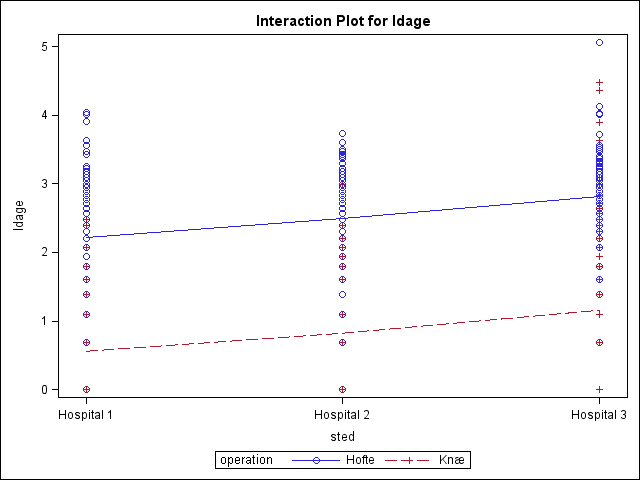 Interaction Plot for ldage
5
4
3
2
1
0
ldage
Hospital 1 Hospital 2 Hospital 3
sted
operation Hofte Knæ